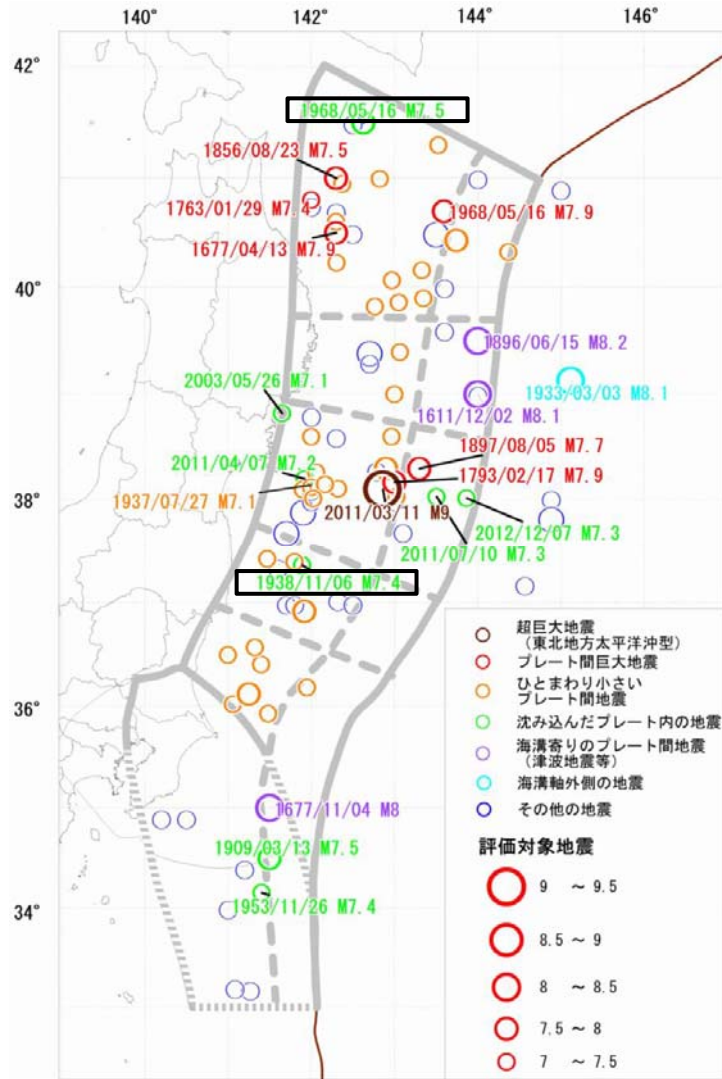 140°
142°
144°
146°
42°
1968/05/16 M7.5
1856/08/23 M7.5
1763/01/29 M7.4
1968/05/16 M7.9
1677/04/13 M7.9
40°
1896/06/15 M8.2
2003/05/26 M7.1
1933/03/03 M8.1
1611/12/02 M8.1
1897/08/05 M7.7
2011/04/07 M7.2
1793/02/17 M7.9
38°
1937/07/27 M7.1
2011/03/11 M9
2012/12/07 M7.3
2011/07/10 M7.3
1938/11/06 M7.4
36°
1677/11/04 M8
1909/03/13 M7.5
1953/11/26 M7.4
34°
超巨大地震
(東北地方太平洋沖型)
プレート間巨大地震
ひとまわり小さい
プレート間地震
沈み込んだプレート内の地震
海溝寄りのプレート間地震
(津波地震等)
海溝軸外側の地震
その他の地震
評価対象地震
9 ～ 9.5
8.5 ～ 9
8 ～ 8.5
7.5 ～ 8
7 ～ 7.5